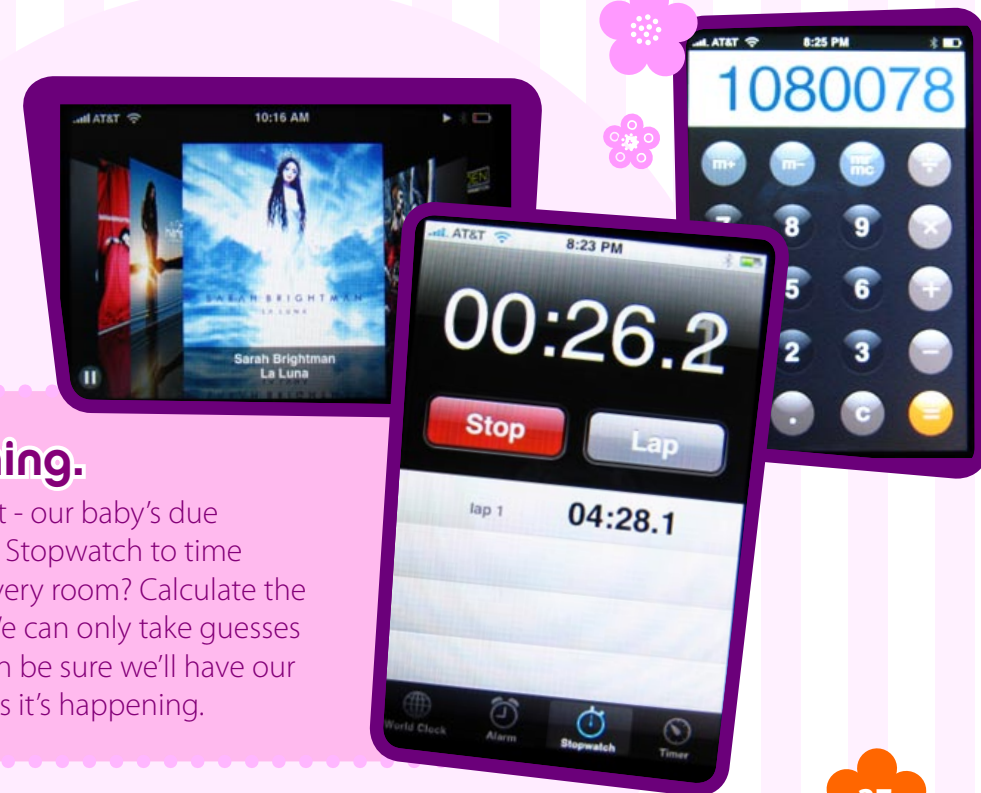 AT&T
10:16 AM
SARAH BRIGHTMAN
LA LUNA
Sarah Brightman
La Luna
AT&T
8:25 PM
1080078
m+
m-
mc
÷
8
9
×
5
6
+
2
3
−
.
c
=
AT&T
8:23 PM
00:26.2
Stop
Lap
lap 1
04:28.1
World Clock
Alarm
Stopwatch
Timer
ing.
t - our baby's due
Stopwatch to time
very room? Calculate the
e can only take guesses
n be sure we'll have our
s it's happening.